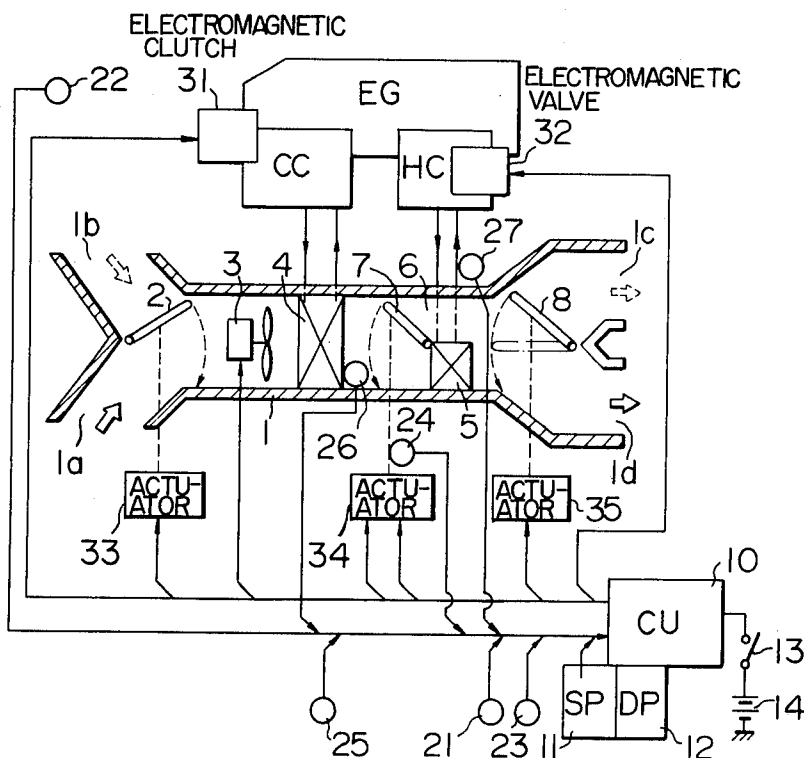 ELECTROMAGNETIC
CLUTCH
22
31
EG
ELECTROMAGNETIC
VALVE
32
CC
HC
27
1b
1c
2
3
4
7
6
8
1
26
5
24
1a
1d
ACTU-
ATOR
33
ACTU-
ATOR
34
ACTU-
ATOR
35
10
CU
13
SP
DP
14
25
21
23
11
12